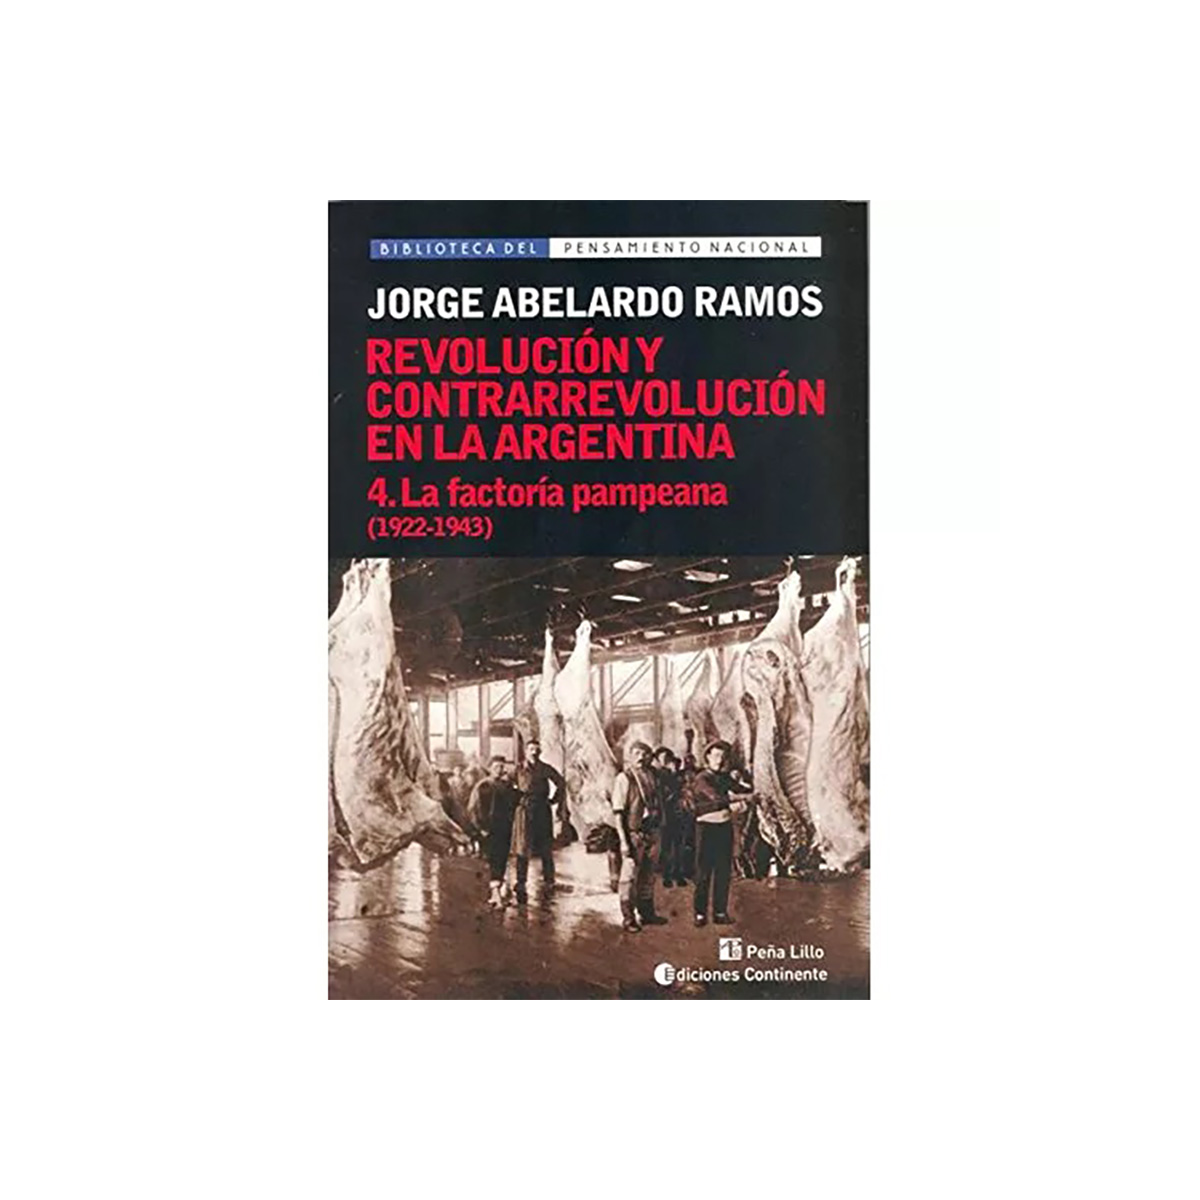 BIBLIOTECA DEL PENSAMIENTO NACIONAL
JORGE ABELARDO RAMOS
REVOLUCIÓN Y
CONTRARREVOLUCIÓN
EN LA ARGENTINA
4. La factoría pampeana
(1922-1943)
Peña Lillo
Ediciones Continente